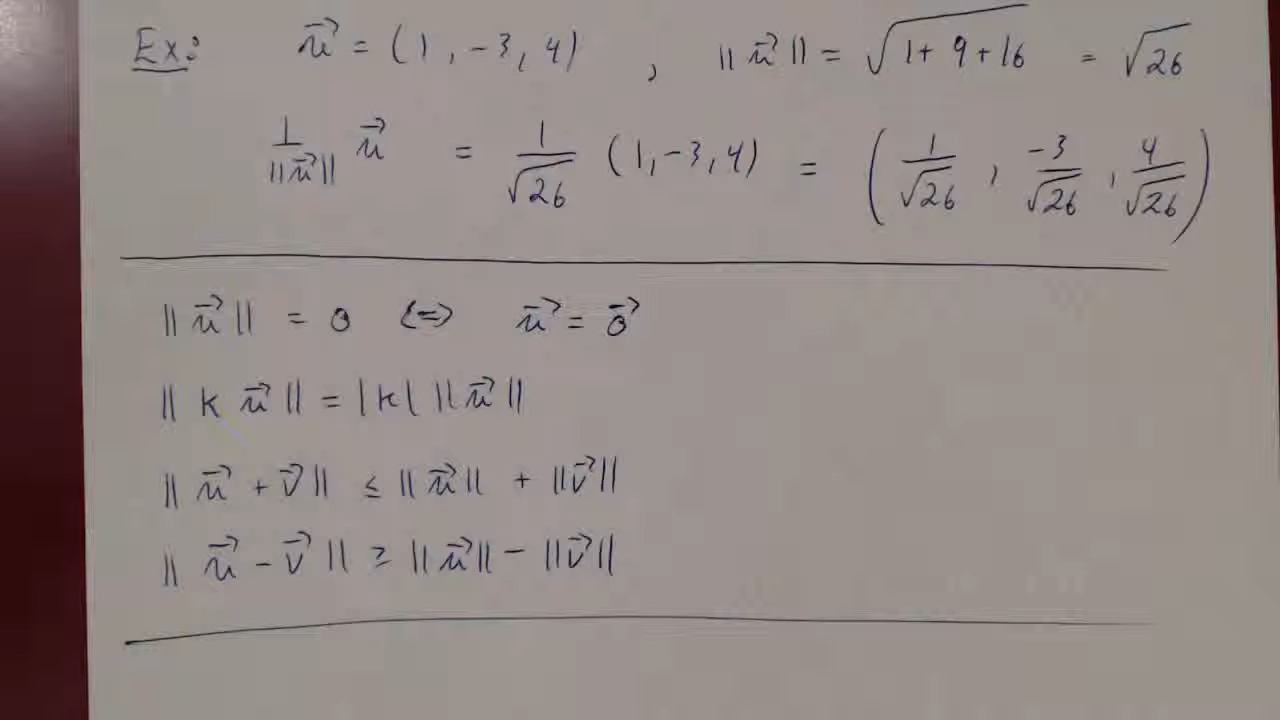 Ex: u⃗ = (1, -3, 4) , ||u⃗|| = √(1+9+16) = √26
1/||u⃗|| u⃗ = 1/√26 (1, -3, 4) = (1/√26, -3/√26, 4/√26)
||u⃗|| = 0 <=> u⃗ = 0⃗
||k u⃗|| = |k| ||u⃗||
||u⃗ + v⃗|| ≤ ||u⃗|| + ||v⃗||
||u⃗ - v⃗|| ≥ ||u⃗|| - ||v⃗||